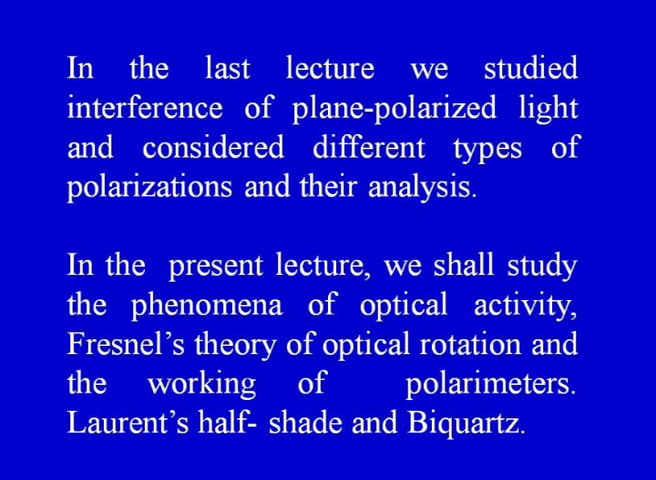 In the last lecture we studied
interference of plane-polarized light
and considered different types of
polarizations and their analysis.
In the present lecture, we shall study
the phenomena of optical activity,
Fresnel’s theory of optical rotation and
the working of polarimeters.
Laurent’s half- shade and Biquartz.